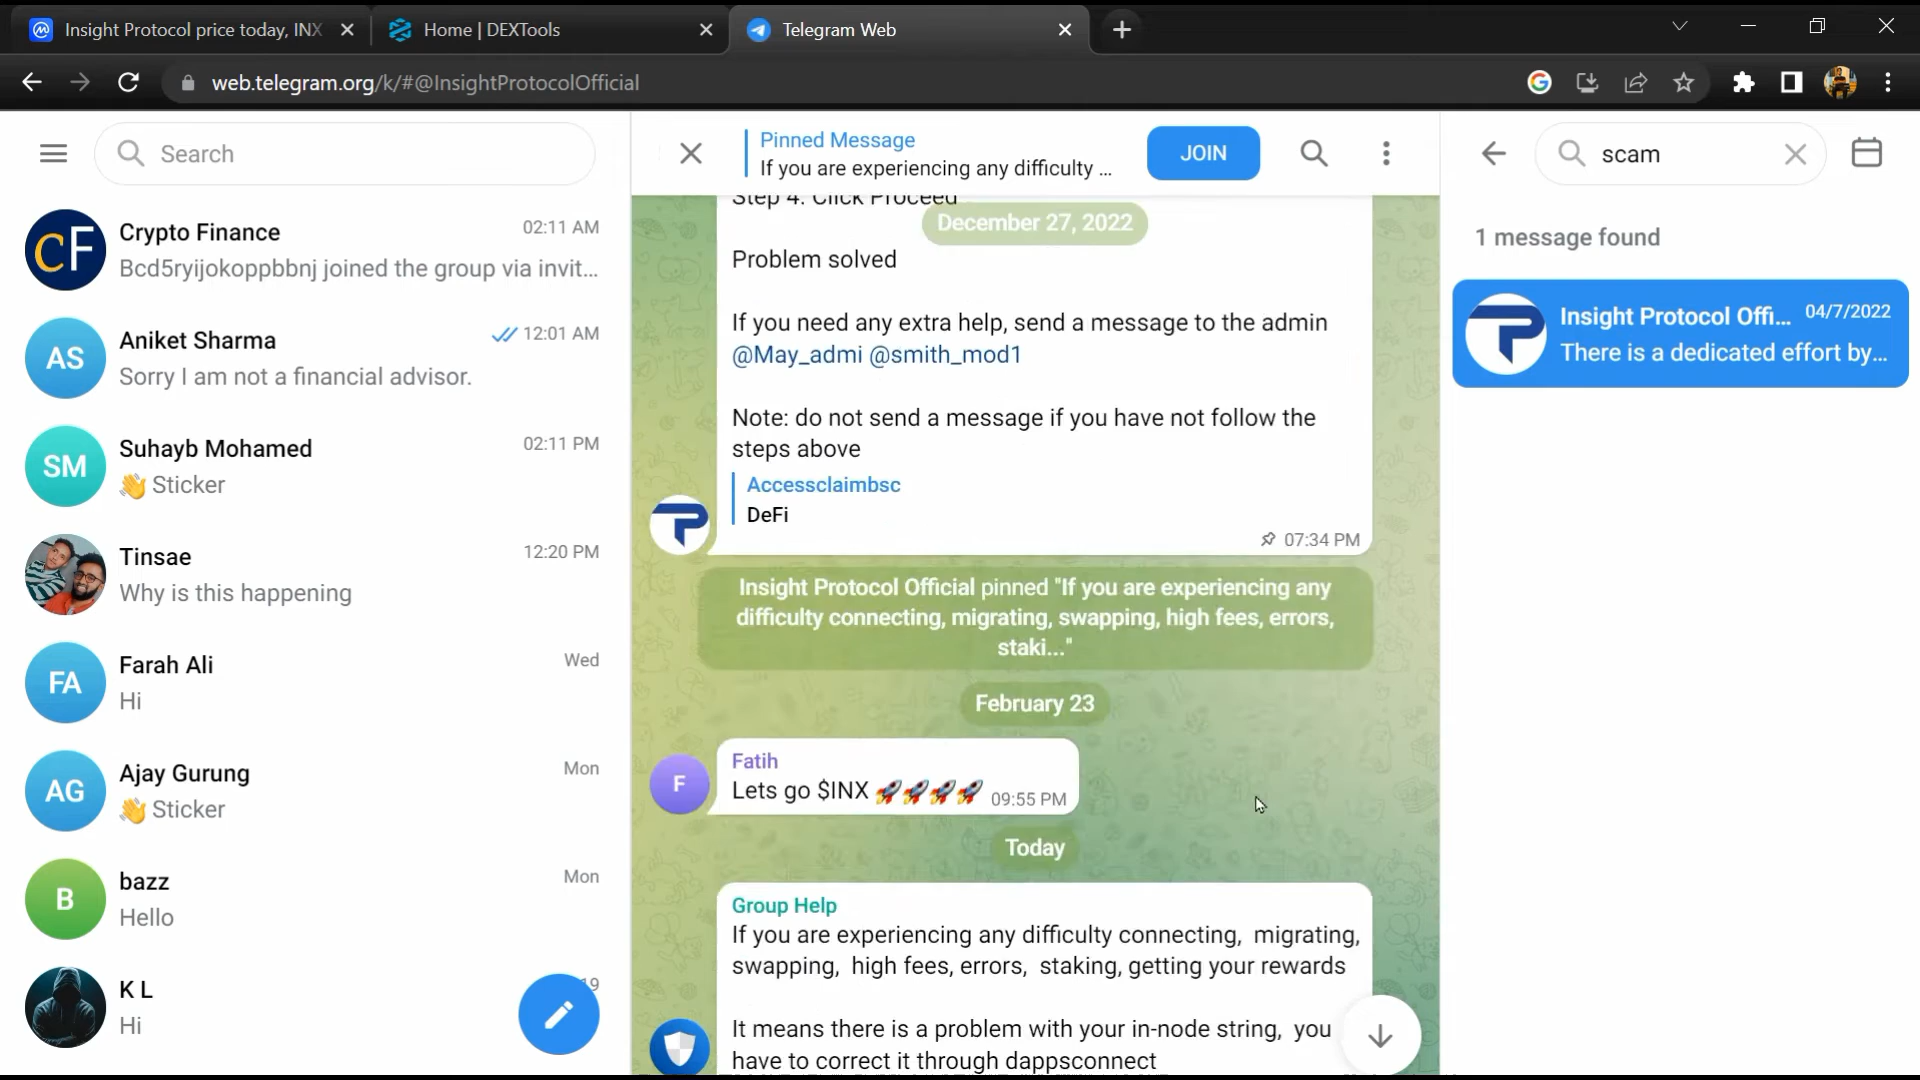 Insight Protocol price today, INX
Home | DEXTools
Telegram Web
web.telegram.org/k/#@InsightProtocolOfficial
Search
Crypto Finance
02:11 AM
Bcd5ryijokoppbbnj joined the group via invit...
AS
Aniket Sharma
12:01 AM
Sorry I am not a financial advisor.
SM
Suhayb Mohamed
02:11 PM
👋 Sticker
Tinsae
12:20 PM
Why is this happening
FA
Farah Ali
Wed
Hi
AG
Ajay Gurung
Mon
👋 Sticker
B
bazz
Mon
Hello
K L
19
Hi
Pinned Message
If you are experiencing any difficulty ...
JOIN
Step 4. Click Proceed
December 27, 2022
Problem solved
If you need any extra help, send a message to the admin
@May_admi @smith_mod1
Note: do not send a message if you have not follow the
steps above
Accessclaimbsc
DeFi
07:34 PM
Insight Protocol Official pinned "If you are experiencing any
difficulty connecting, migrating, swapping, high fees, errors,
staki..."
February 23
F
Fatih
Lets go $INX 🚀🚀🚀🚀 09:55 PM
Today
Group Help
If you are experiencing any difficulty connecting, migrating,
swapping, high fees, errors, staking, getting your rewards
It means there is a problem with your in-node string, you
have to correct it through dappsconnect
scam
1 message found
Insight Protocol Offi... 04/7/2022
There is a dedicated effort by...